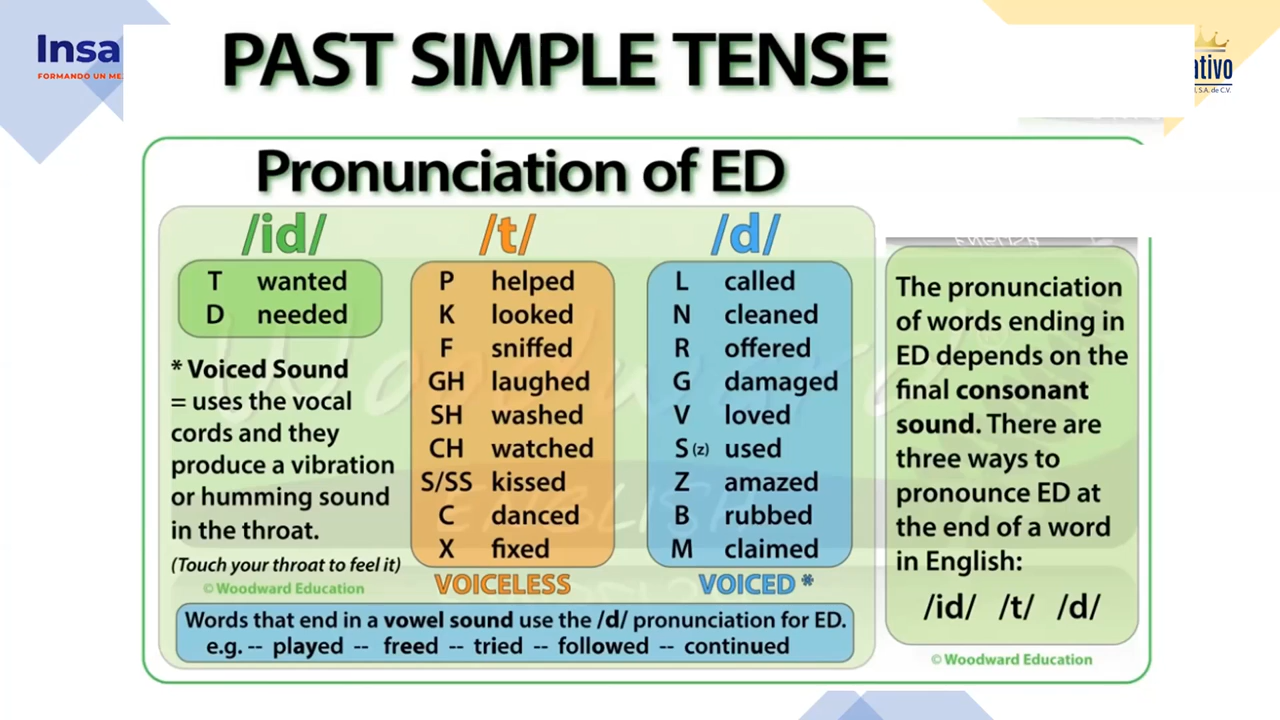 Insa
FORMANDO UN ME
PAST SIMPLE TENSE
ativo
S.A. de C.V.
Pronunciation of ED
/id/
T wanted
D needed
* Voiced Sound
= uses the vocal
cords and they
produce a vibration
or humming sound
in the throat.
(Touch your throat to feel it)
© Woodward Education
/t/
P helped
K looked
F sniffed
GH laughed
SH washed
CH watched
S/SS kissed
C danced
X fixed
VOICELESS
/d/
L called
N cleaned
R offered
G damaged
V loved
S (z) used
Z amazed
B rubbed
M claimed
VOICED *
Words that end in a vowel sound use the /d/ pronunciation for ED.
e.g. -- played -- freed -- tried -- followed -- continued
ENGLISH
The pronunciation
of words ending in
ED depends on the
final consonant
sound. There are
three ways to
pronounce ED at
the end of a word
in English:
/id/ /t/ /d/
© Woodward Education
Woodward
ENGLISH